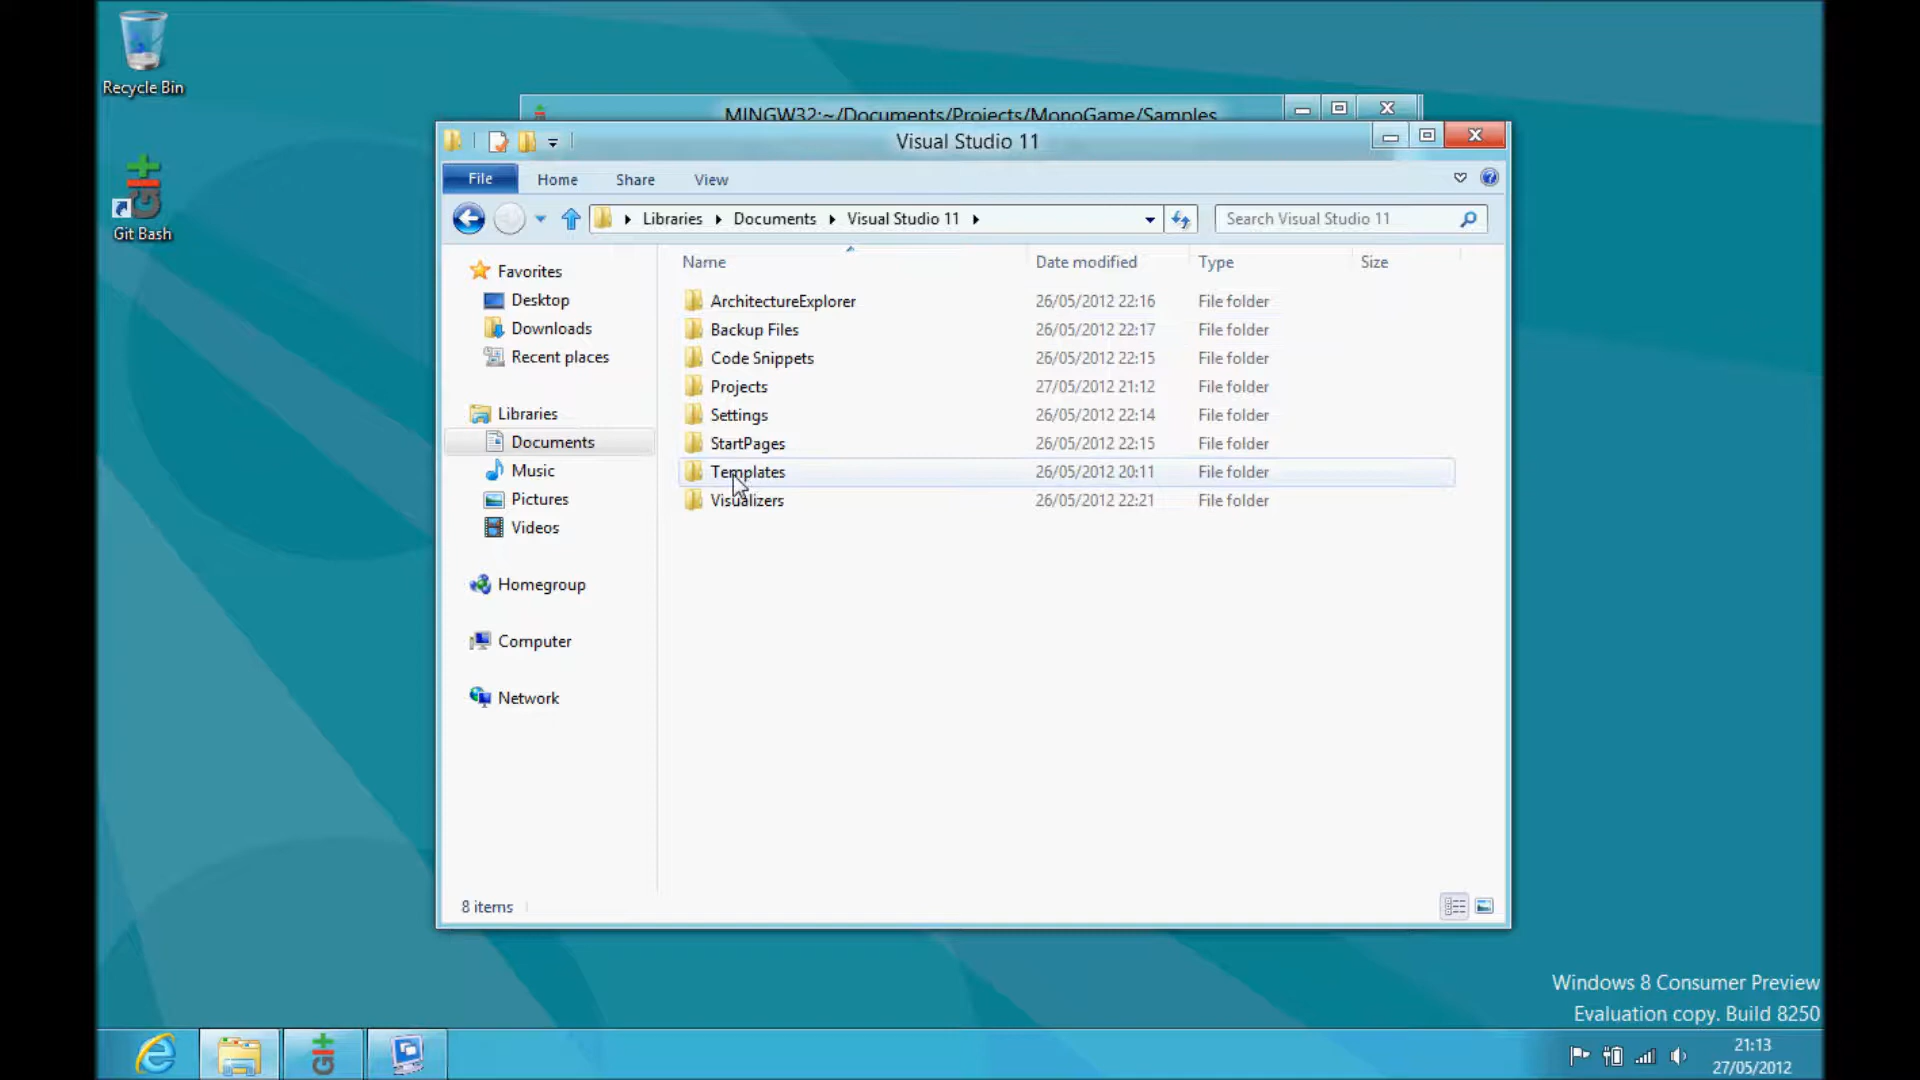 Recycle Bin
Git Bash
MINGW32:~/Documents/Projects/MonoGame/Samples
Visual Studio 11
File Home Share View
Libraries Documents Visual Studio 11
Search Visual Studio 11
Name Date modified Type Size
Favorites
Desktop
Downloads
Recent places
Libraries
Documents
Music
Pictures
Videos
Homegroup
Computer
Network
ArchitectureExplorer 26/05/2012 22:16 File folder
Backup Files 26/05/2012 22:17 File folder
Code Snippets 26/05/2012 22:15 File folder
Projects 27/05/2012 21:12 File folder
Settings 26/05/2012 22:14 File folder
StartPages 26/05/2012 22:15 File folder
Templates 26/05/2012 20:11 File folder
Visualizers 26/05/2012 22:21 File folder
8 items
Windows 8 Consumer Preview
Evaluation copy. Build 8250
git
21:13
27/05/2012